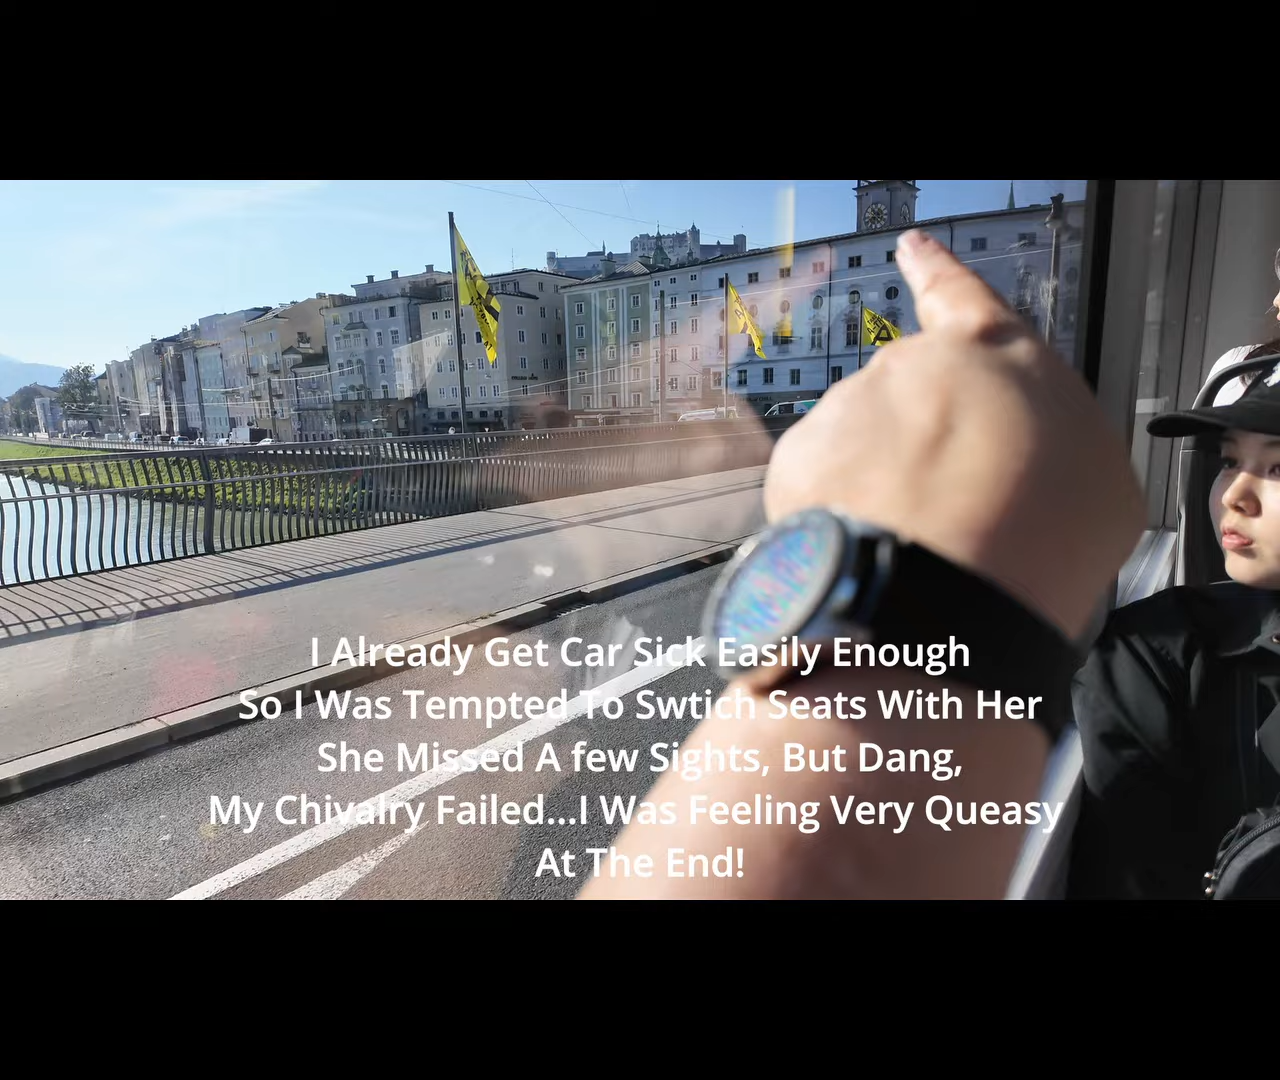 I Already Get Car Sick Easily Enough
So I Was Tempted To Swtich Seats With Her
She Missed A few Sights, But Dang,
My Chivalry Failed...I Was Feeling Very Queasy
At The End!